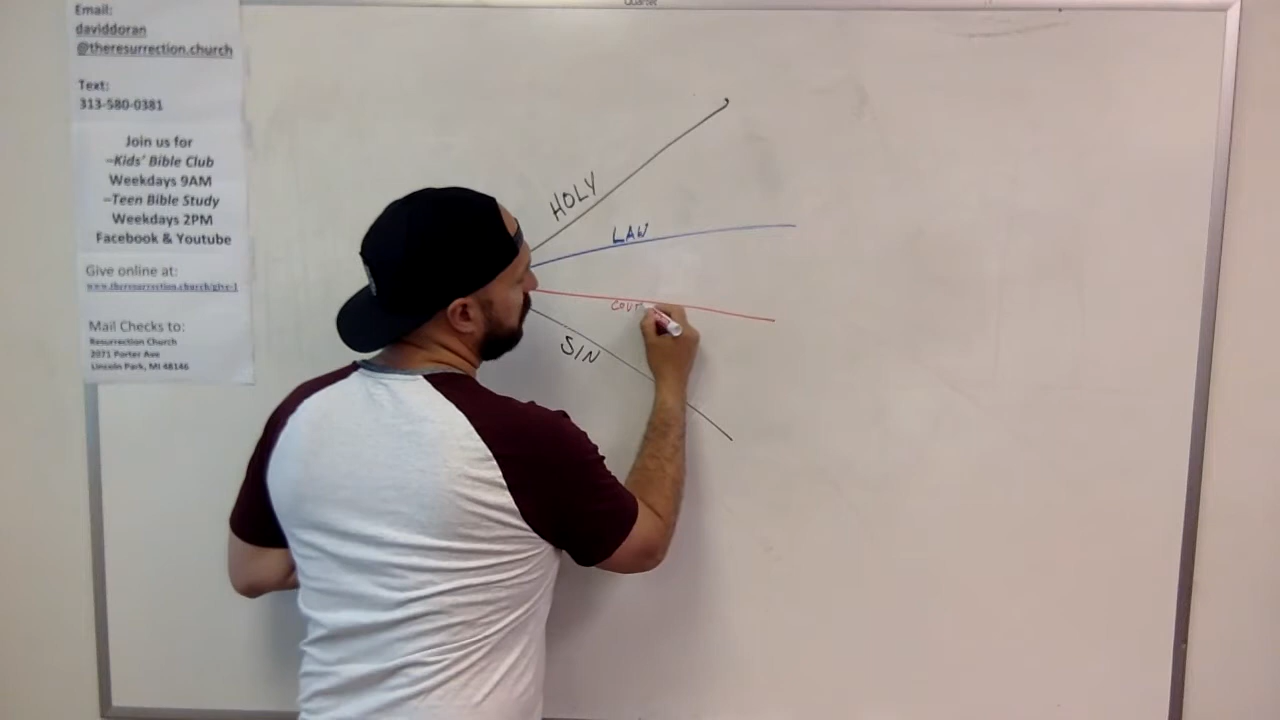 Quartet
Email:
daviddoran
@theresurrection.church
Text:
313-580-0381
Join us for
~Kids' Bible Club
Weekdays 9AM
~Teen Bible Study
Weekdays 2PM
Facebook & Youtube
Give online at:
www.theresurrection.church/give-1
Mail Checks to:
Resurrection Church
2071 Porter Ave
Lincoln Park, MI 48146
HOLY
LAW
COUR
SIN